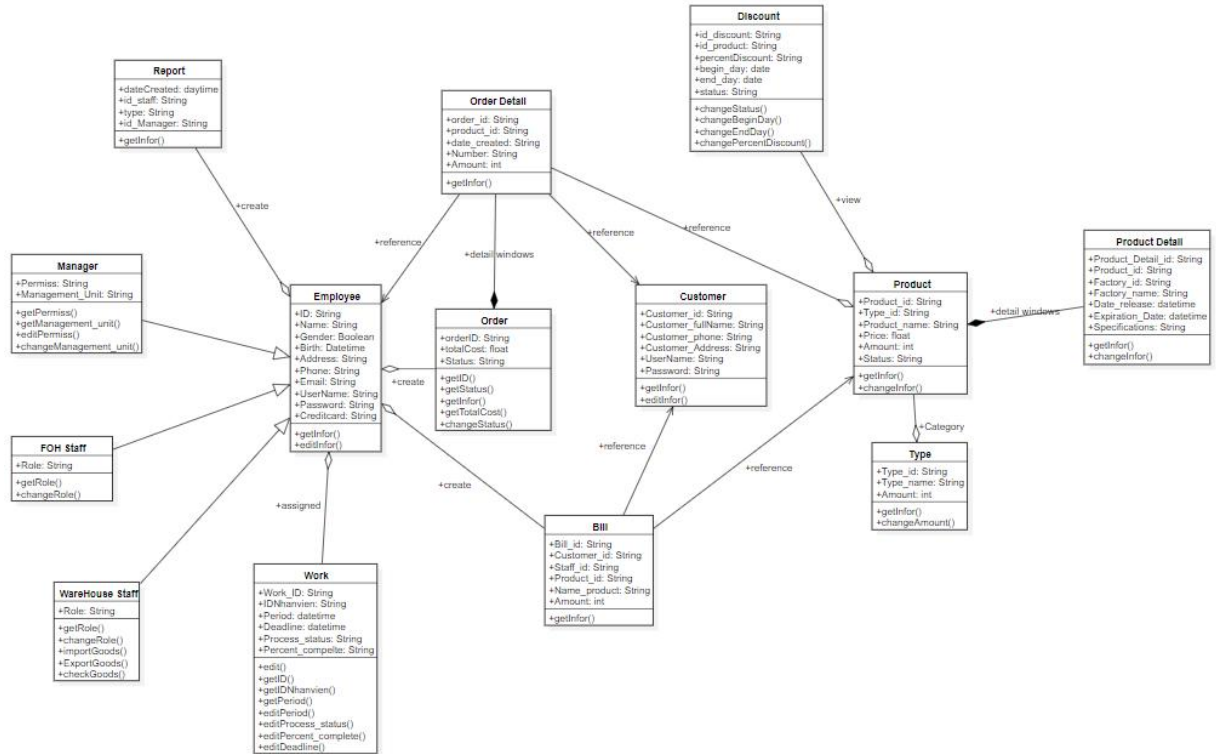 Discount
+id_discount: String
+id_product: String
+percentDiscount: String
+begin_day: date
+end_day: date
+status: String
+changeStatus()
+changeBeginDay()
+changeEndDay()
+changePercentDiscount()
Report
+dateCreated: daytime
+id_staff: String
+type: String
+id_Manager: String
+getInfor()
Order Detail
+order_id: String
+product_id: String
+date_created: String
+Number: String
+Amount: int
+getInfor()
+create
+view
+reference
+detail windows
+reference
+reference
Product Detail
+Product_Detail_id: String
+Product_id: String
+Factory_id: String
+Factory_name: String
+Date_release: datetime
+Expiration_Date: datetime
+Specifications: String
+getInfor()
+changeInfor()
Manager
+Permiss: String
+Management_Unit: String
+getPermiss()
+getManagement_unit()
+editPermiss()
+changeManagement_unit()
Employee
+ID: String
+Name: String
+Gender: Boolean
+Birth: Datetime
+Address: String
+Phone: String
+Email: String
+UserName: String
+Password: String
+Creditcard: String
+getInfor()
+editInfor()
+create
Order
+orderID: String
+totalCost: float
+Status: String
+getID()
+getStatus()
+getInfor()
+getTotalCost()
+changeStatus()
Customer
+Customer_id: String
+Customer_fullName: String
+Customer_phone: String
+Customer_Address: String
+UserName: String
+Password: String
+getInfor()
+editInfor()
Product
+Product_id: String
+Type_id: String
+Product_name: String
+Price: float
+Amount: int
+Status: String
+getInfor()
+changeInfor()
+detail windows
+Category
Type
+Type_id: String
+Type_name: String
+Amount: int
+getInfor()
+changeAmount()
FOH Staff
+Role: String
+getRole()
+changeRole()
+reference
+reference
+create
+assigned
Bill
+Bill_id: String
+Customer_id: String
+Staff_id: String
+Product_id: String
+Name_product: String
+Amount: int
+getInfor()
WareHouse Staff
+Role: String
+getRole()
+changeRole()
+importGoods()
+ExportGoods()
+checkGoods()
Work
+Work_ID: String
+IDNhanvien: String
+Period: datetime
+Deadline: datetime
+Process_status: String
+Percent_compelte: String
+edit()
+getID()
+getIDNhanvien()
+getPeriod()
+editPeriod()
+editProcess_status()
+editPercent_complete()
+editDeadline()